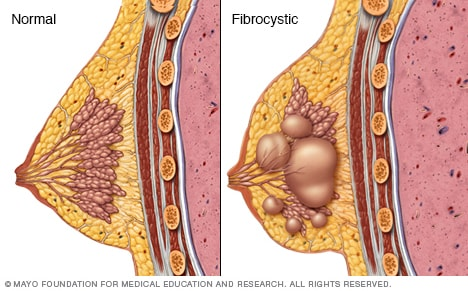 Normal
Fibrocystic
© MAYO FOUNDATION FOR MEDICAL EDUCATION AND RESEARCH. ALL RIGHTS RESERVED.